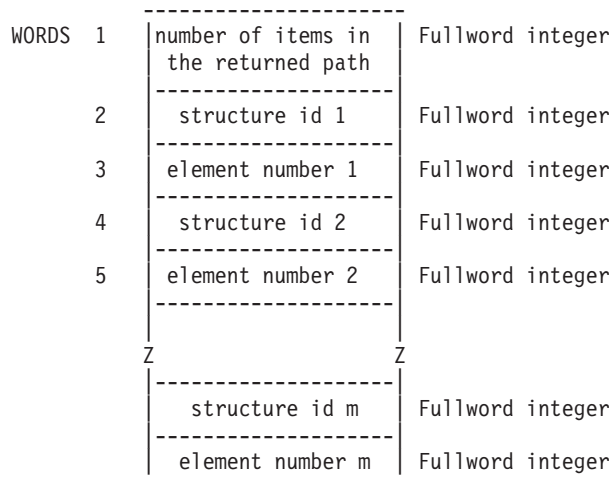 WORDS 1 number of items in Fullword integer
the returned path
2 structure id 1 Fullword integer
3 element number 1 Fullword integer
4 structure id 2 Fullword integer
5 element number 2 Fullword integer
Z Z
structure id m Fullword integer
element number m Fullword integer